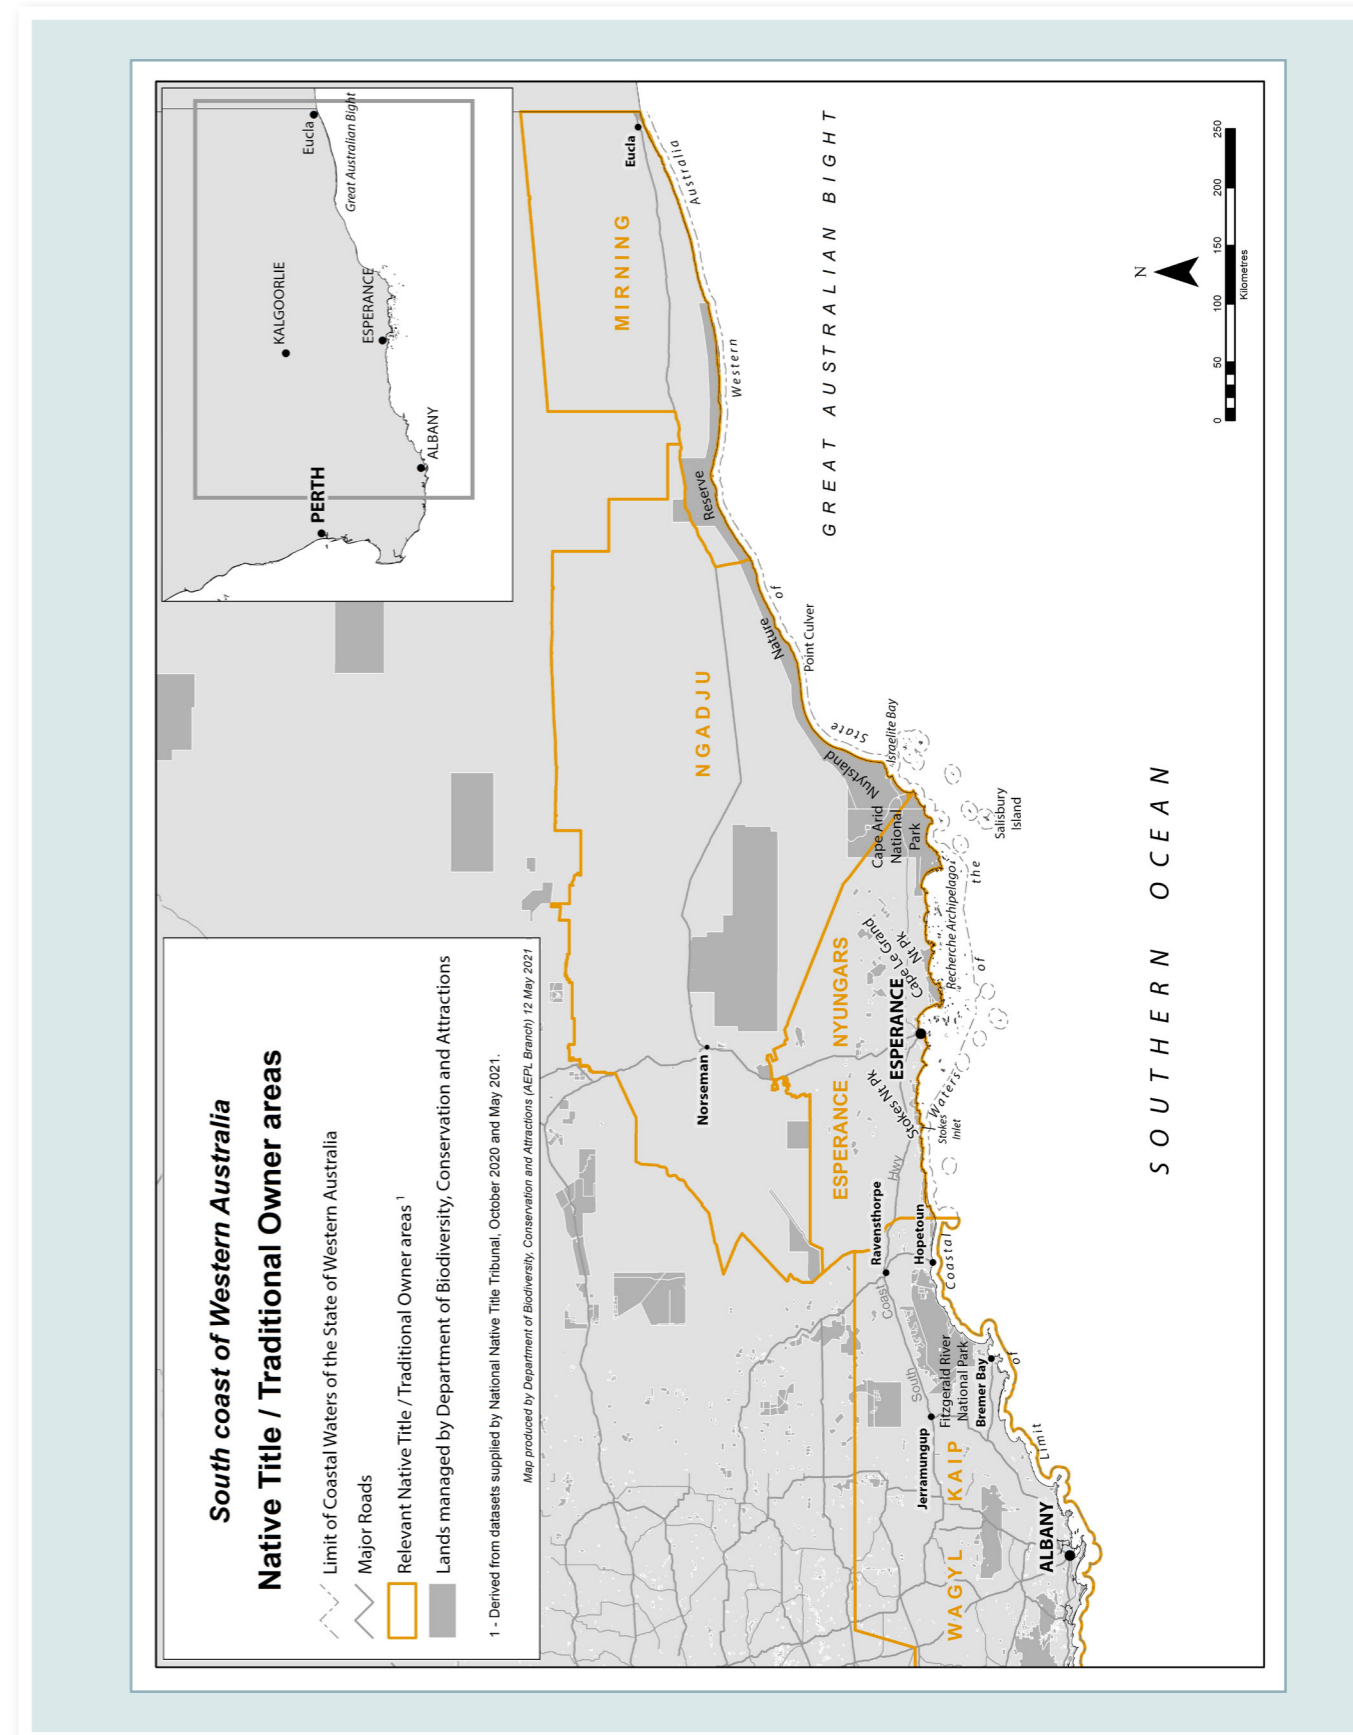 South coast of Western Australia
Native Title / Traditional Owner areas
Limit of Coastal Waters of the State of Western Australia
Major Roads
Relevant Native Title / Traditional Owner areas 1
Lands managed by Department of Biodiversity, Conservation and Attractions
1 - Derived from datasets supplied by National Native Title Tribunal, October 2020 and May 2021.
Map produced by Department of Biodiversity, Conservation and Attractions (AEPL Branch) 12 May 2021
PERTH
KALGOORLIE
ESPERANCE
ALBANY
Eucla
Great Australian Bight
MIRNING
Eucla
NGADJU
Norseman
ESPERANCE NYUNGARS
WAGYL KAIP
Nuytsland Nature Reserve
Point Culver
Israelite Bay
Cape Arid
National
Park
Salisbury
Island
Recherche Archipelago
Cape Le Grand
Nt Pk
ESPERANCE
Stokes Nt Pk
Stokes
Inlet
Ravensthorpe
Hopetoun
South Coast Hwy
Fitzgerald River
National Park
Bremer Bay
Jerramungup
ALBANY
Limit of Coastal Waters of the State of Western Australia
GREAT AUSTRALIAN BIGHT
SOUTHERN OCEAN
N
0 50 100 150 200 250
Kilometres